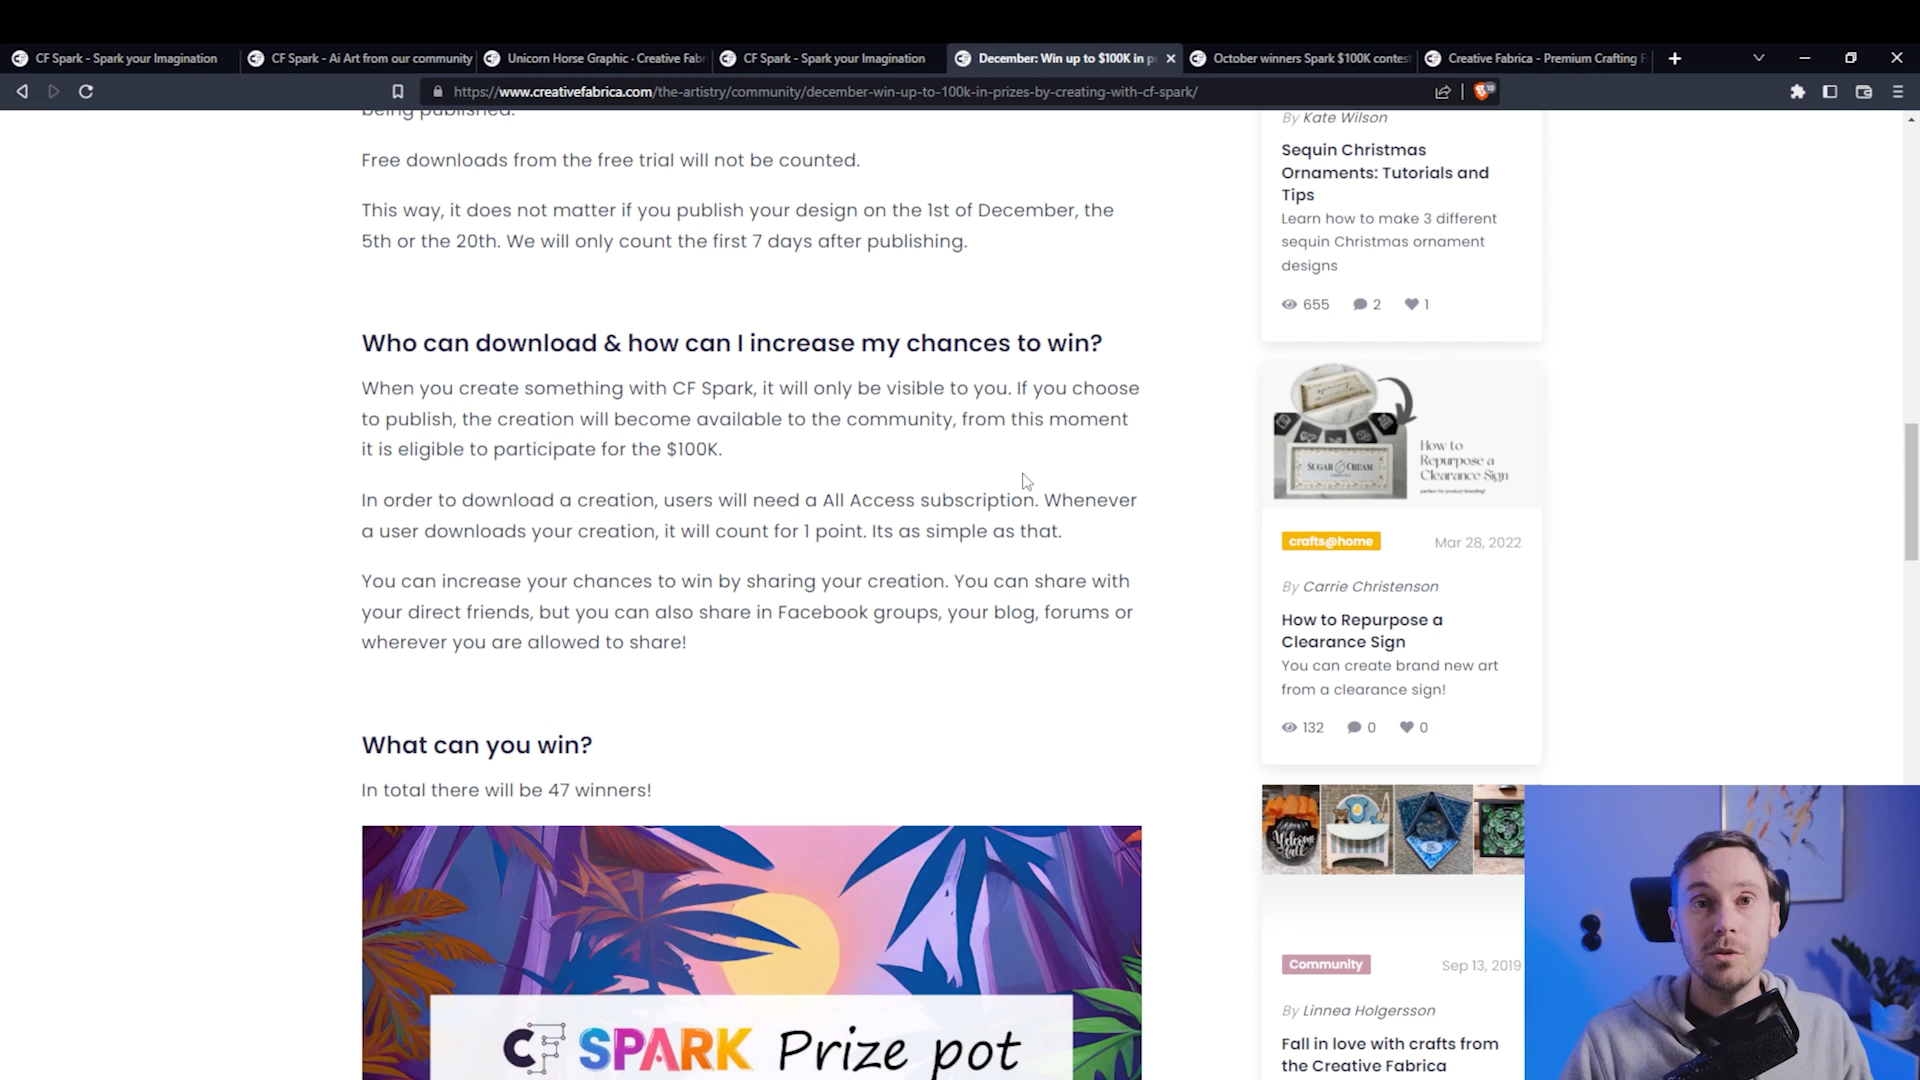 CF Spark - Spark your Imagination
CF Spark - Ai Art from our community
Unicorn Horse Graphic · Creative Fabr
CF Spark - Spark your Imagination
December: Win up to $100K in p
October winners Spark $100K contes
Creative Fabrica - Premium Crafting F
https://www.creativefabrica.com/the-artistry/community/december-win-up-to-100k-in-prizes-by-creating-with-cf-spark/
being published.
Free downloads from the free trial will not be counted.
This way, it does not matter if you publish your design on the 1st of December, the
5th or the 20th. We will only count the first 7 days after publishing.
Who can download & how can I increase my chances to win?
When you create something with CF Spark, it will only be visible to you. If you choose
to publish, the creation will become available to the community, from this moment
it is eligible to participate for the $100K.
In order to download a creation, users will need a All Access subscription. Whenever
a user downloads your creation, it will count for 1 point. Its as simple as that.
You can increase your chances to win by sharing your creation. You can share with
your direct friends, but you can also share in Facebook groups, your blog, forums or
wherever you are allowed to share!
What can you win?
In total there will be 47 winners!
CF SPARK Prize pot
By Kate Wilson
Sequin Christmas
Ornaments: Tutorials and
Tips
Learn how to make 3 different
sequin Christmas ornament
designs
655 2 1
SUGAR & CREAM
How to
Repurpose a
Clearance Sign
crafts@home Mar 28, 2022
By Carrie Christenson
How to Repurpose a
Clearance Sign
You can create brand new art
from a clearance sign!
132 0 0
Welcome
fall
Community Sep 13, 2019
By Linnea Holgersson
Fall in love with crafts from
the Creative Fabrica